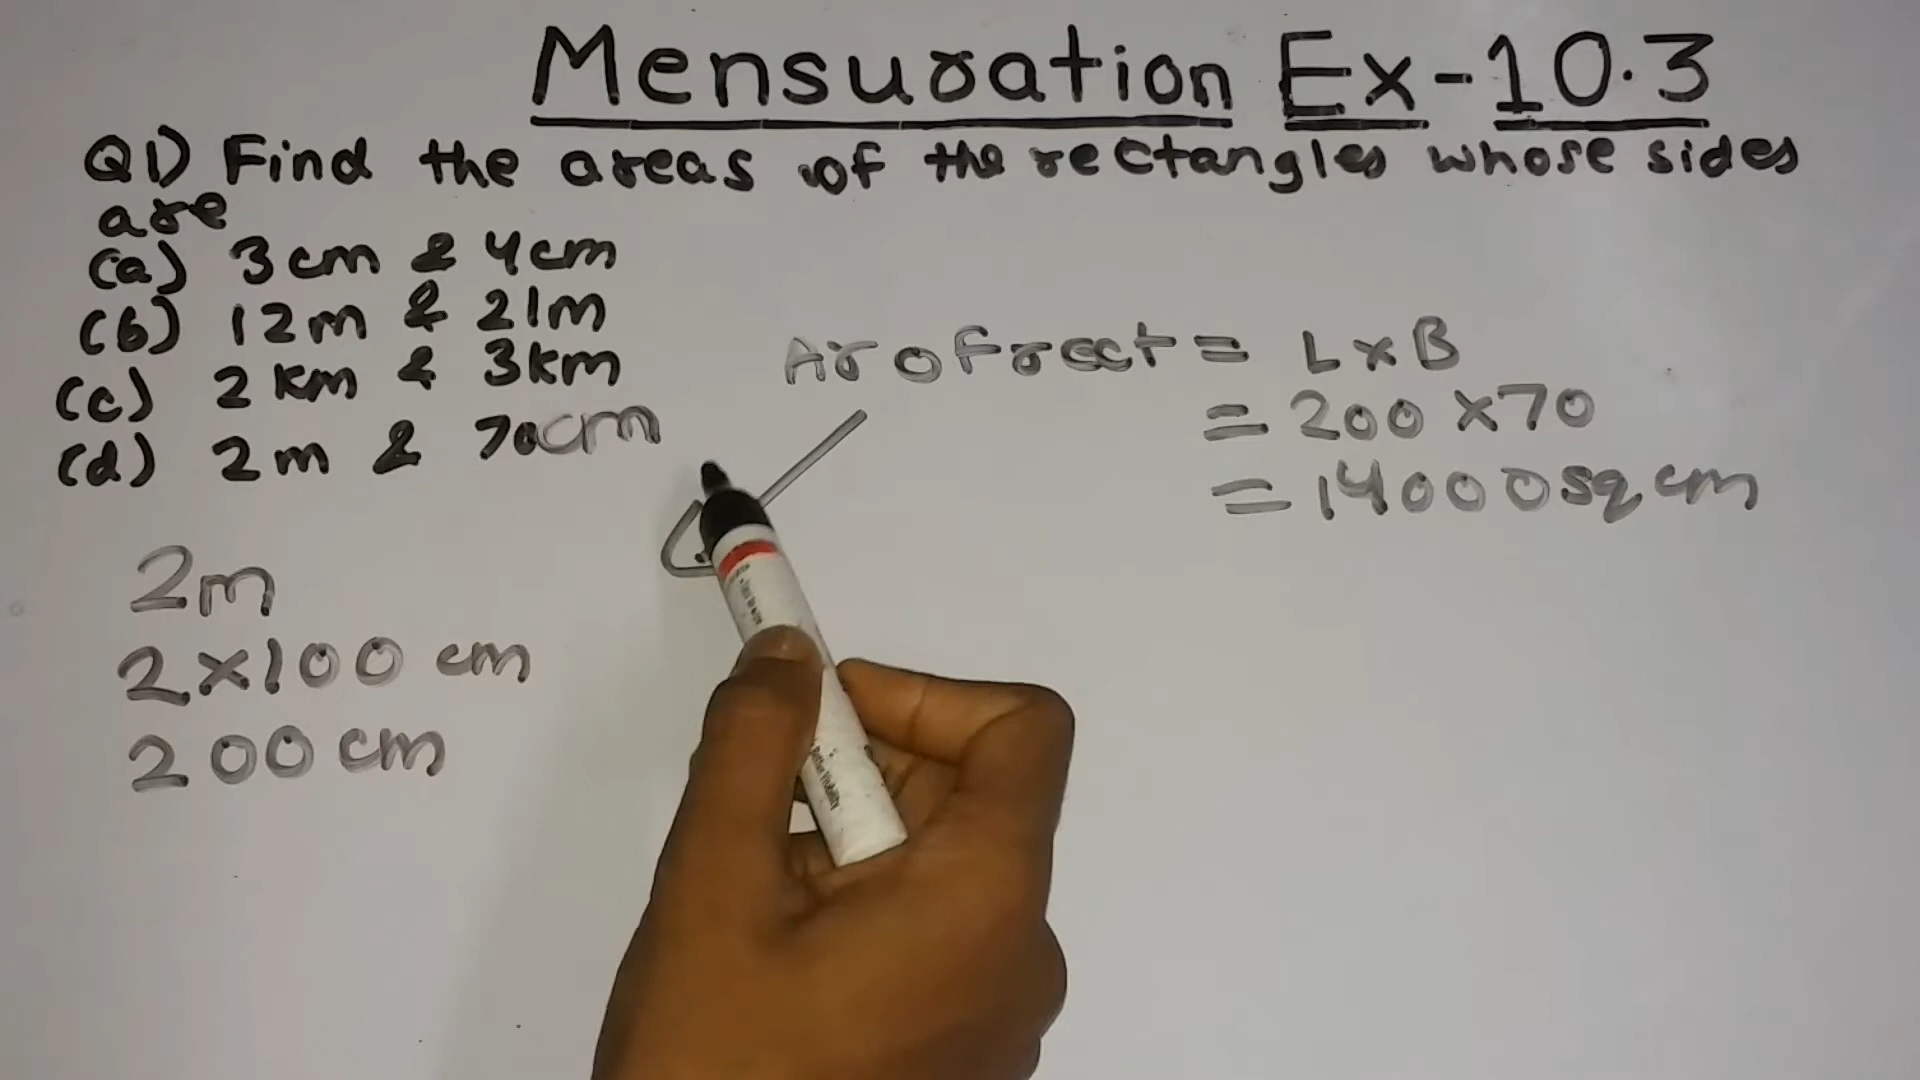 Mensuration Ex-10.3
Q1) Find the areas of the rectangles whose sides
are
(a) 3cm & 4cm
(b) 12m & 21m
(c) 2km & 3km
(d) 2m & 70cm
Ar of rect = L×B
= 200×70
= 14000 sq cm
2m
2×100 cm
200 cm